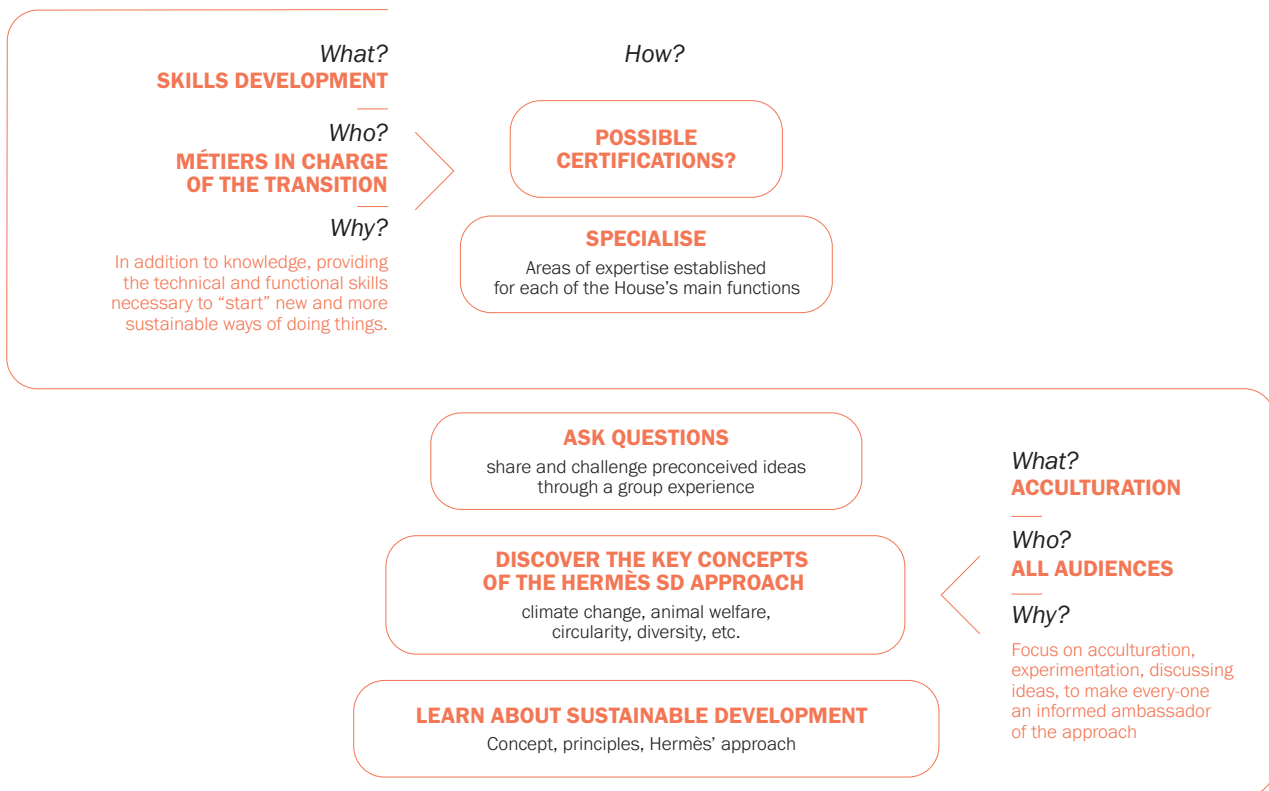 What?
SKILLS DEVELOPMENT
Who?
MÉTIERS IN CHARGE
OF THE TRANSITION
Why?
In addition to knowledge, providing
the technical and functional skills
necessary to “start” new and more
sustainable ways of doing things.
How?
POSSIBLE
CERTIFICATIONS?
SPECIALISE
Areas of expertise established
for each of the House’s main functions
ASK QUESTIONS
share and challenge preconceived ideas
through a group experience
DISCOVER THE KEY CONCEPTS
OF THE HERMÈS SD APPROACH
climate change, animal welfare,
circularity, diversity, etc.
LEARN ABOUT SUSTAINABLE DEVELOPMENT
Concept, principles, Hermès’ approach
What?
ACCULTURATION
Who?
ALL AUDIENCES
Why?
Focus on acculturation,
experimentation, discussing
ideas, to make every-one
an informed ambassador
of the approach